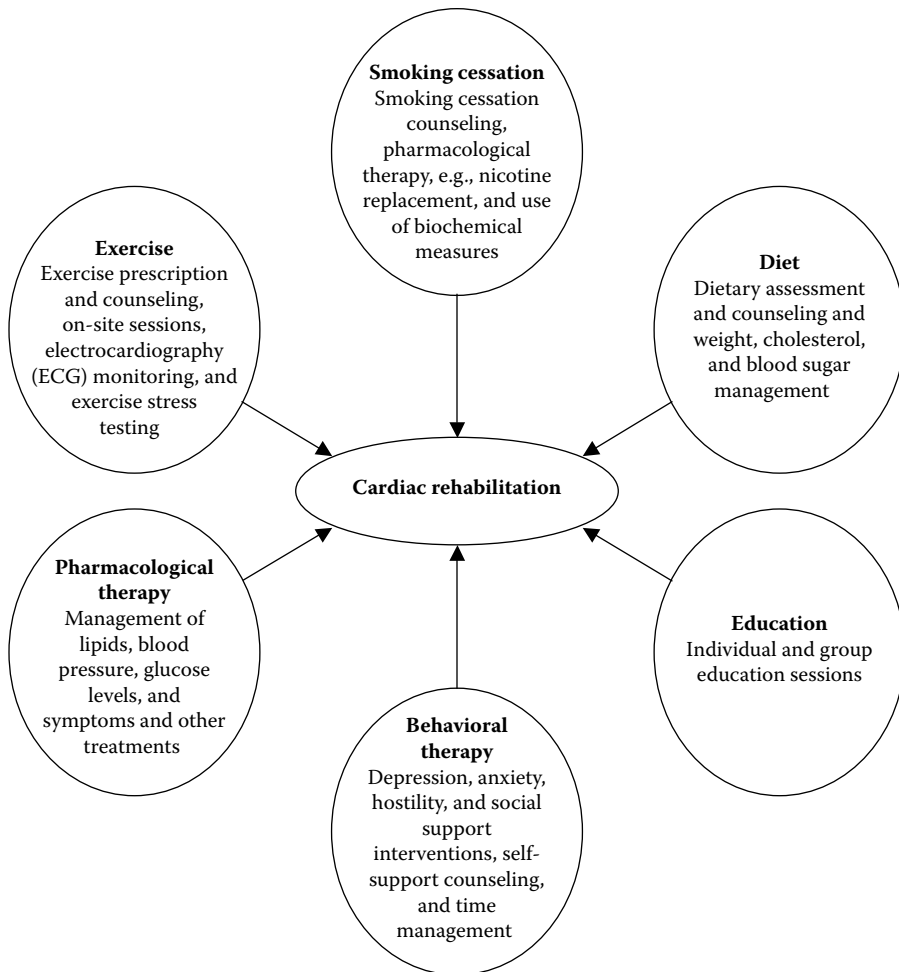 Smoking cessation
Smoking cessation
counseling,
pharmacological
therapy, e.g., nicotine
replacement, and use
of biochemical
measures
Exercise
Exercise prescription
and counseling,
on-site sessions,
electrocardiography
(ECG) monitoring, and
exercise stress
testing
Diet
Dietary assessment
and counseling and
weight, cholesterol,
and blood sugar
management
Cardiac rehabilitation
Pharmacological
therapy
Management of
lipids, blood
pressure, glucose
levels, and
symptoms and other
treatments
Education
Individual and group
education sessions
Behavioral
therapy
Depression, anxiety,
hostility, and social
support
interventions, self-
support counseling,
and time
management